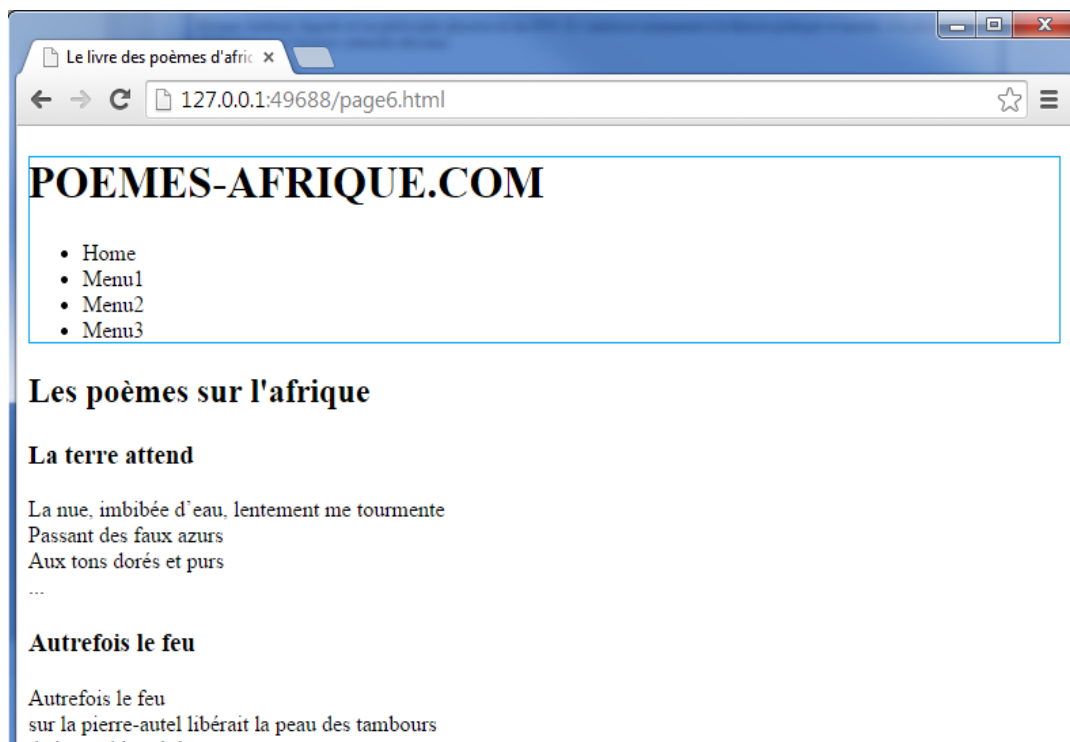 Le livre des poèmes d'afric
127.0.0.1:49688/page6.html
POEMES-AFRIQUE.COM
Home
Menu1
Menu2
Menu3
Les poèmes sur l'afrique
La terre attend
La nue, imbibée d’eau, lentement me tourmente
Passant des faux azurs
Aux tons dorés et purs
...
Autrefois le feu
Autrefois le feu
sur la pierre-autel libérait la peau des tambours